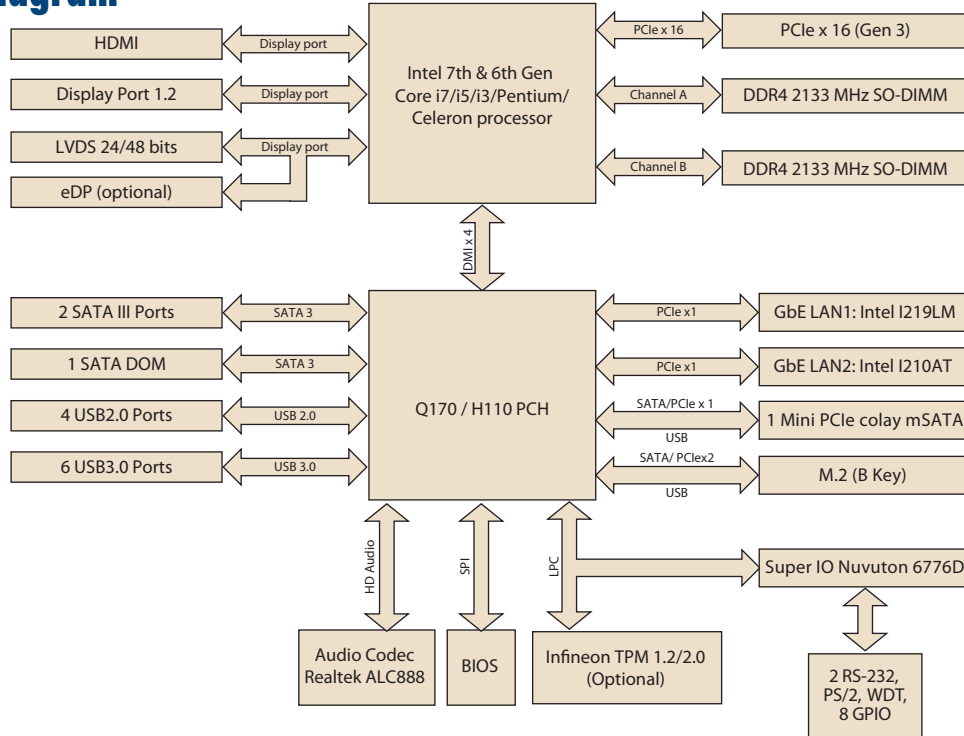 HDMI
Display port
Display Port 1.2
Display port
LVDS 24/48 bits
Display port
eDP (optional)
Intel 7th & 6th Gen
Core i7/i5/i3/Pentium/
Celeron processor
PCIe x 16
PCIe x 16 (Gen 3)
Channel A
DDR4 2133 MHz SO-DIMM
Channel B
DDR4 2133 MHz SO-DIMM
DMI x 4
2 SATA III Ports
SATA 3
1 SATA DOM
SATA 3
4 USB2.0 Ports
USB 2.0
6 USB3.0 Ports
USB 3.0
Q170 / H110 PCH
PCIe x1
GbE LAN1: Intel I219LM
PCIe x1
GbE LAN2: Intel I210AT
SATA/PCIe x 1
USB
1 Mini PCIe colay mSATA
SATA/ PCIex2
USB
M.2 (B Key)
HD Audio
SPI
LPC
Super IO Nuvuton 6776D
Audio Codec
Realtek ALC888
BIOS
Infineon TPM 1.2/2.0
(Optional)
2 RS-232,
PS/2, WDT,
8 GPIO